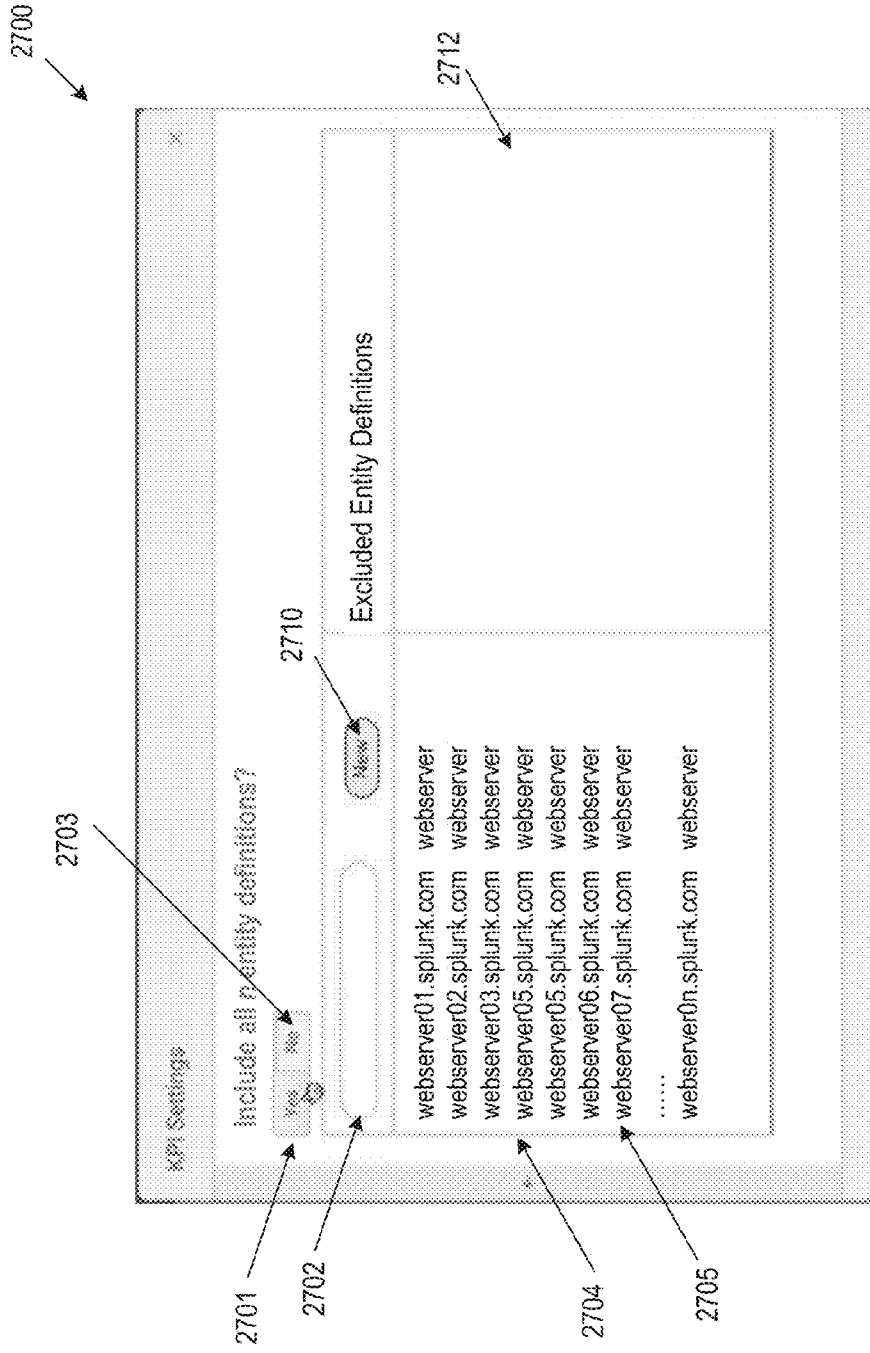 2700
KPI Settings
x
2703
Include all n entity definitions?
2701
Yes
No
2710
2702
New
Excluded Entity Definitions
2712
webserver01.splunk.com webserver
webserver02.splunk.com webserver
webserver03.splunk.com webserver
2704
webserver05.splunk.com webserver
webserver05.splunk.com webserver
webserver06.splunk.com webserver
2705
webserver07.splunk.com webserver
......
webserver0n.splunk.com webserver